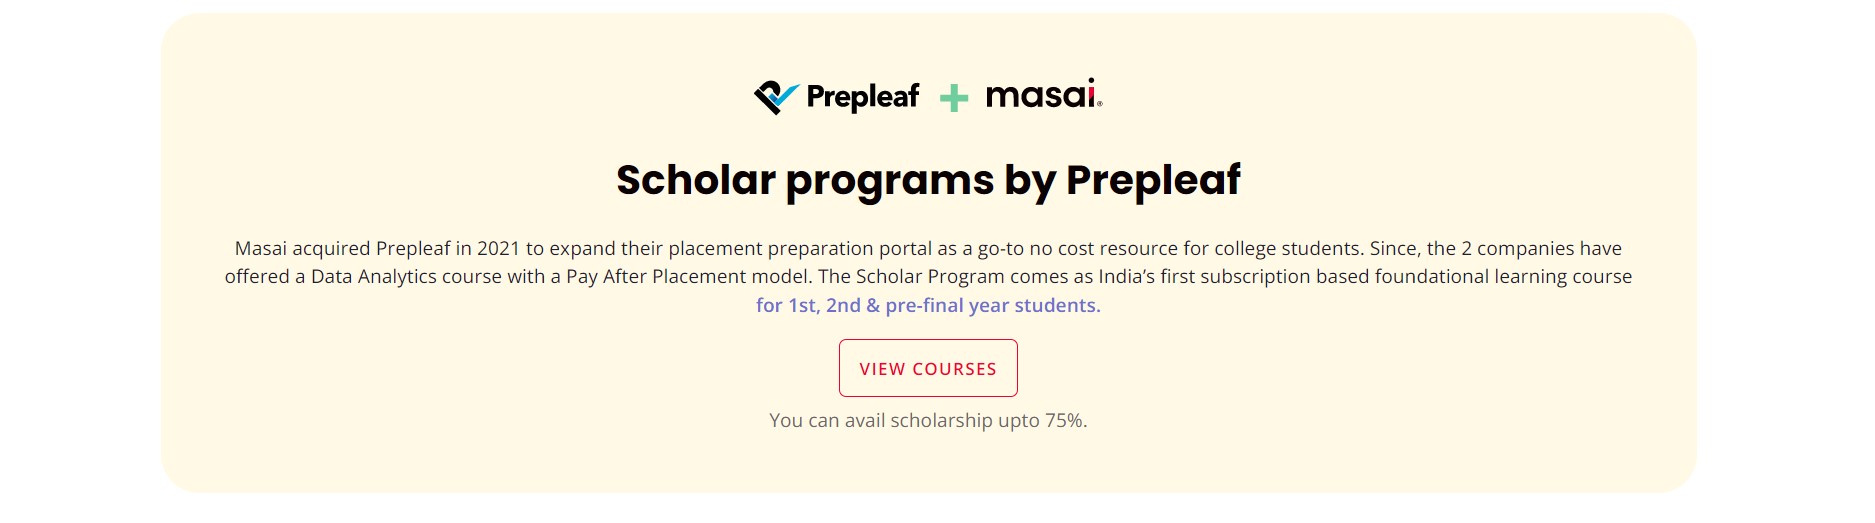 Prepleaf + masai®
Scholar programs by Prepleaf
Masai acquired Prepleaf in 2021 to expand their placement preparation portal as a go-to no cost resource for college students. Since, the 2 companies have
offered a Data Analytics course with a Pay After Placement model. The Scholar Program comes as India’s first subscription based foundational learning course
for 1st, 2nd & pre-final year students.
VIEW COURSES
You can avail scholarship upto 75%.